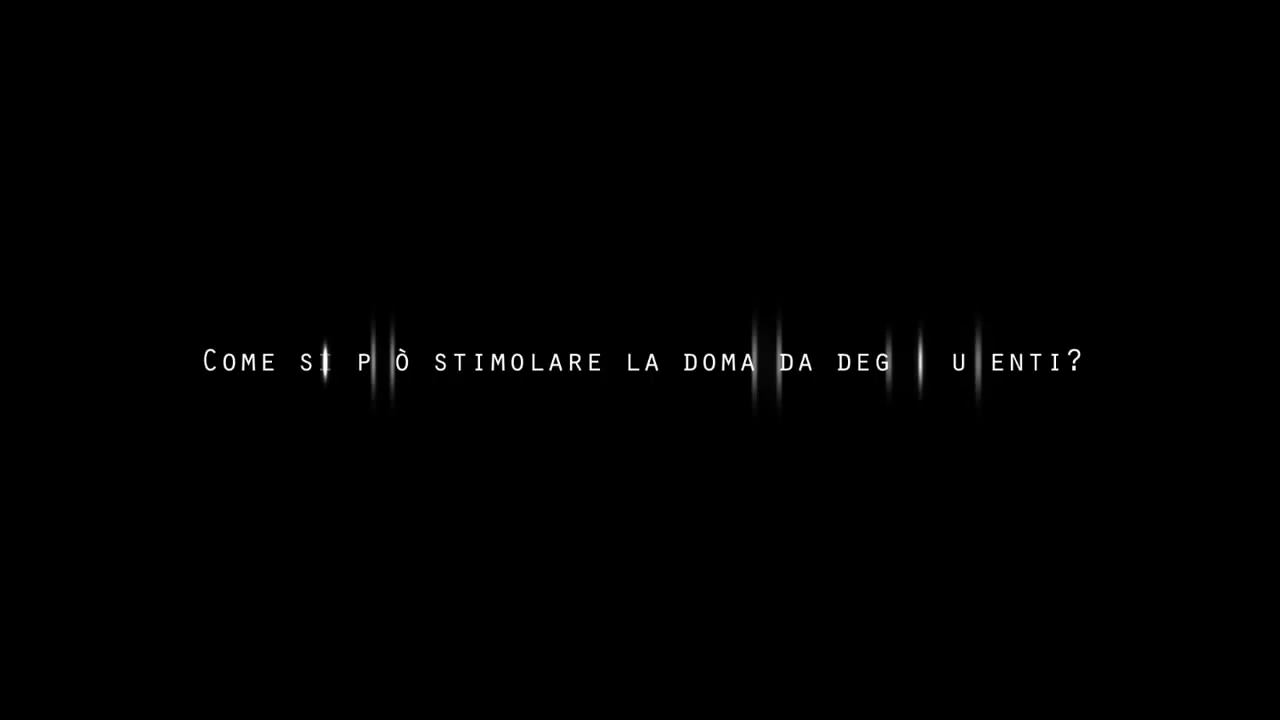 Come si p ò stimolare la doma da deg u enti?